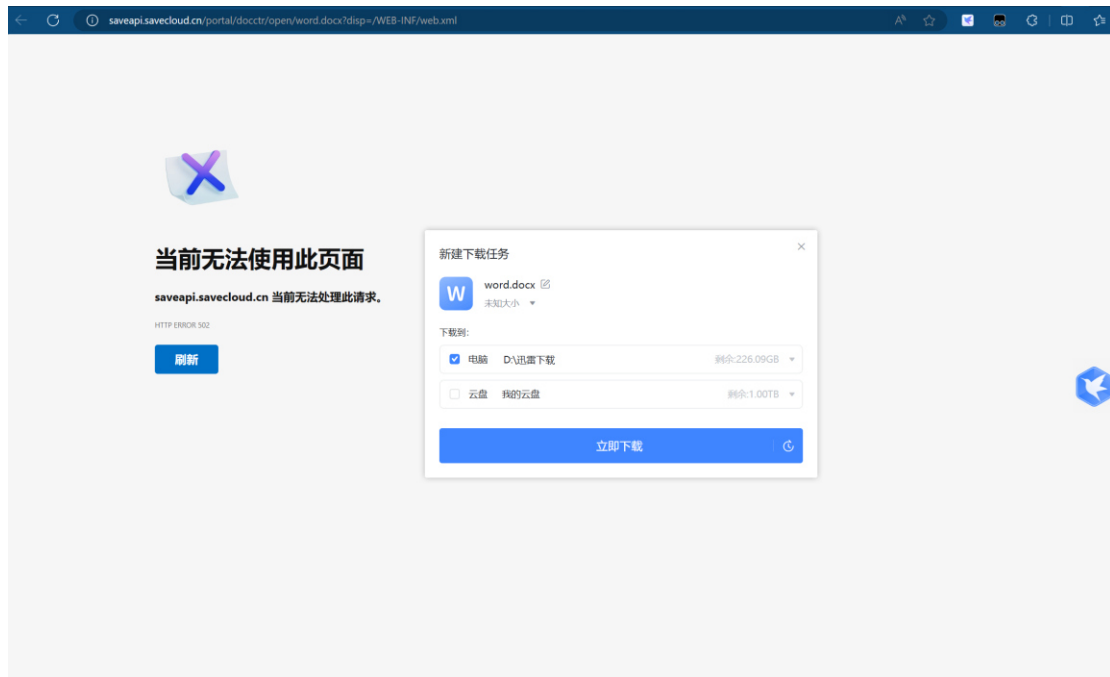 saveapi.savecloud.cn/portal/docctr/open/word.docx?disp=/WEB-INF/web.xml
当前无法使用此页面
saveapi.savecloud.cn 当前无法处理此请求。
HTTP ERROR 502
刷新
新建下载任务
W
word.docx
未知大小
下载到:
电脑 D:\迅雷下载 剩余:226.09GB
云盘 我的云盘 剩余:1.00TB
立即下载